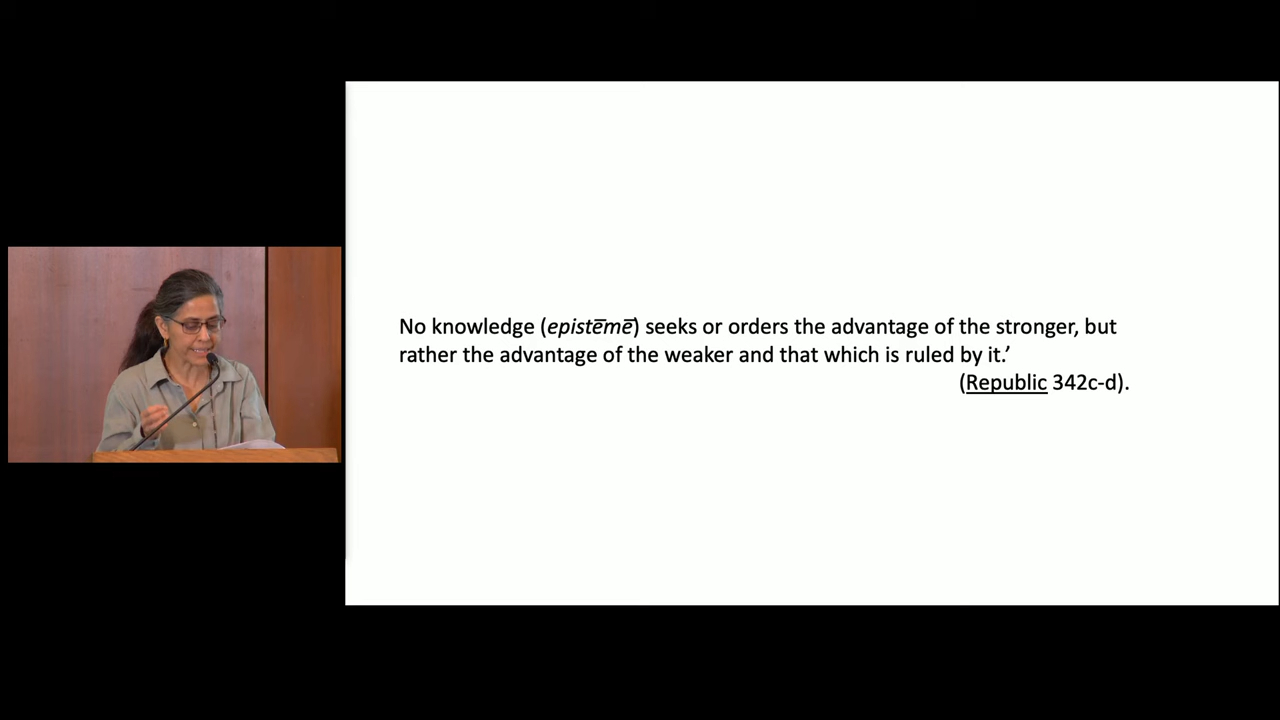 No knowledge (epistēmē) seeks or orders the advantage of the stronger, but
rather the advantage of the weaker and that which is ruled by it.’
(Republic 342c-d).